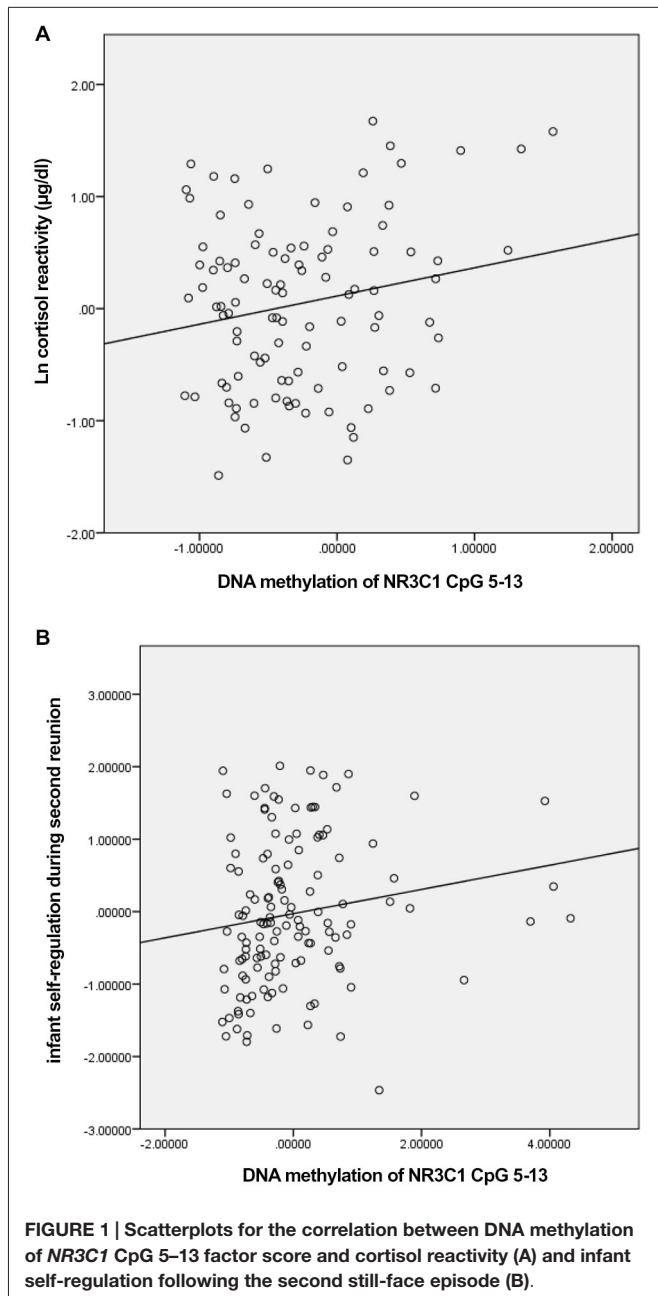 A
2.00
1.00
.00
-1.00
-2.00
Ln cortisol reactivity (µg/dl)
-1.00000 .00000 1.00000 2.00000
DNA methylation of NR3C1 CpG 5-13
B
3.00000
2.00000
1.00000
.00000
-1.00000
-2.00000
-3.00000
infant self-regulation during second reunion
-2.00000 .00000 2.00000 4.00000
DNA methylation of NR3C1 CpG 5-13
FIGURE 1 | Scatterplots for the correlation between DNA methylation
of NR3C1 CpG 5–13 factor score and cortisol reactivity (A) and infant
self-regulation following the second still-face episode (B).